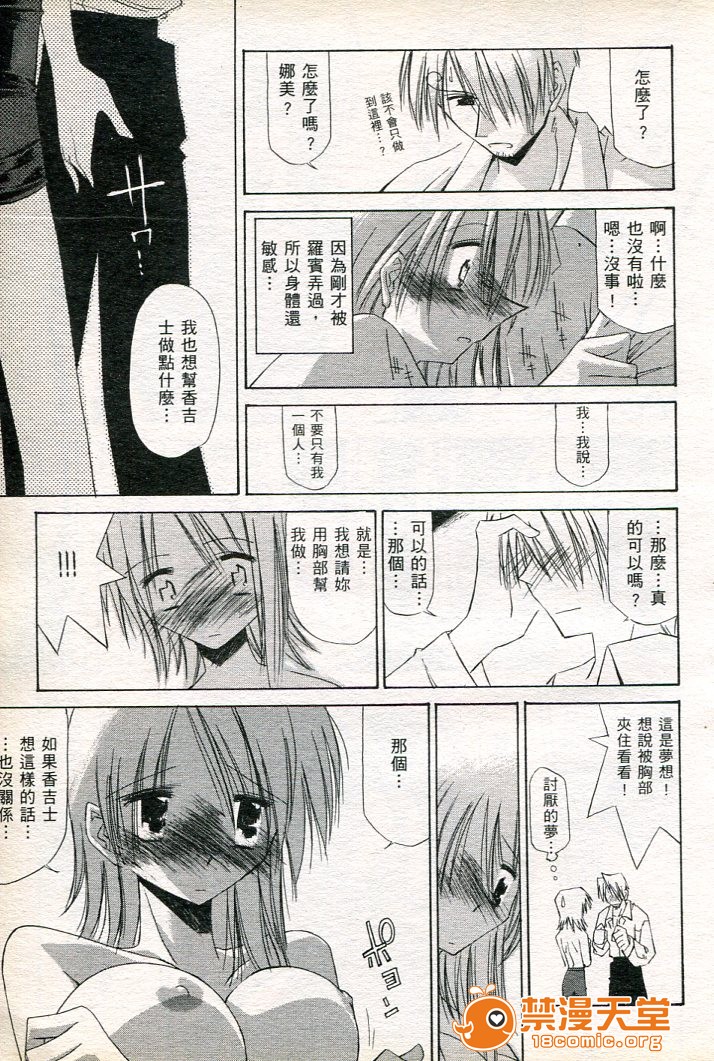 怎麼了？
該不會只做
到這裡…？
怎麼了嗎？
娜美？
啊…什麼
也沒有啦…
嗯…沒事！
因為剛才被
羅賓弄過，
所以身體還
敏感…
我…我說…
不要只有我
一個人…
サワ…
我也想幫香吉
士做點什麼…
…那麼…真
的可以嗎？
可以的話…
…那個…
就是…
我想請妳
用胸部幫
我做…
!!!
這是夢想！
想說被胸部
夾住看看！
討厭的夢…
那個…
如果香吉士
想這樣的話…
…也沒關係…
禁漫天堂
18comic.org